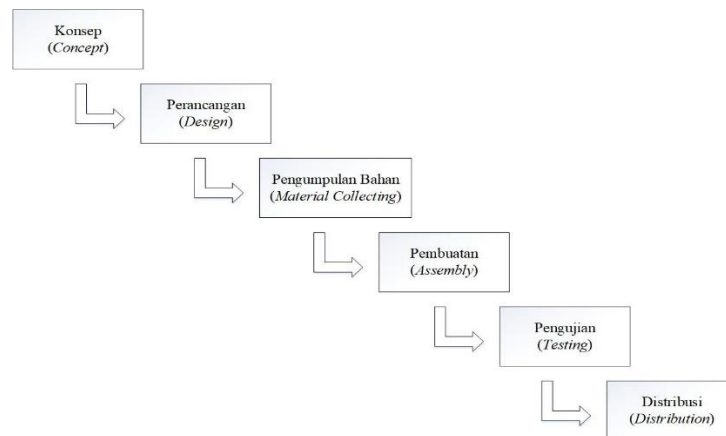 Konsep
(Concept)
Perancangan
(Design)
Pengumpulan Bahan
(Material Collecting)
Pembuatan
(Assembly)
Pengujian
(Testing)
Distribusi
(Distribution)